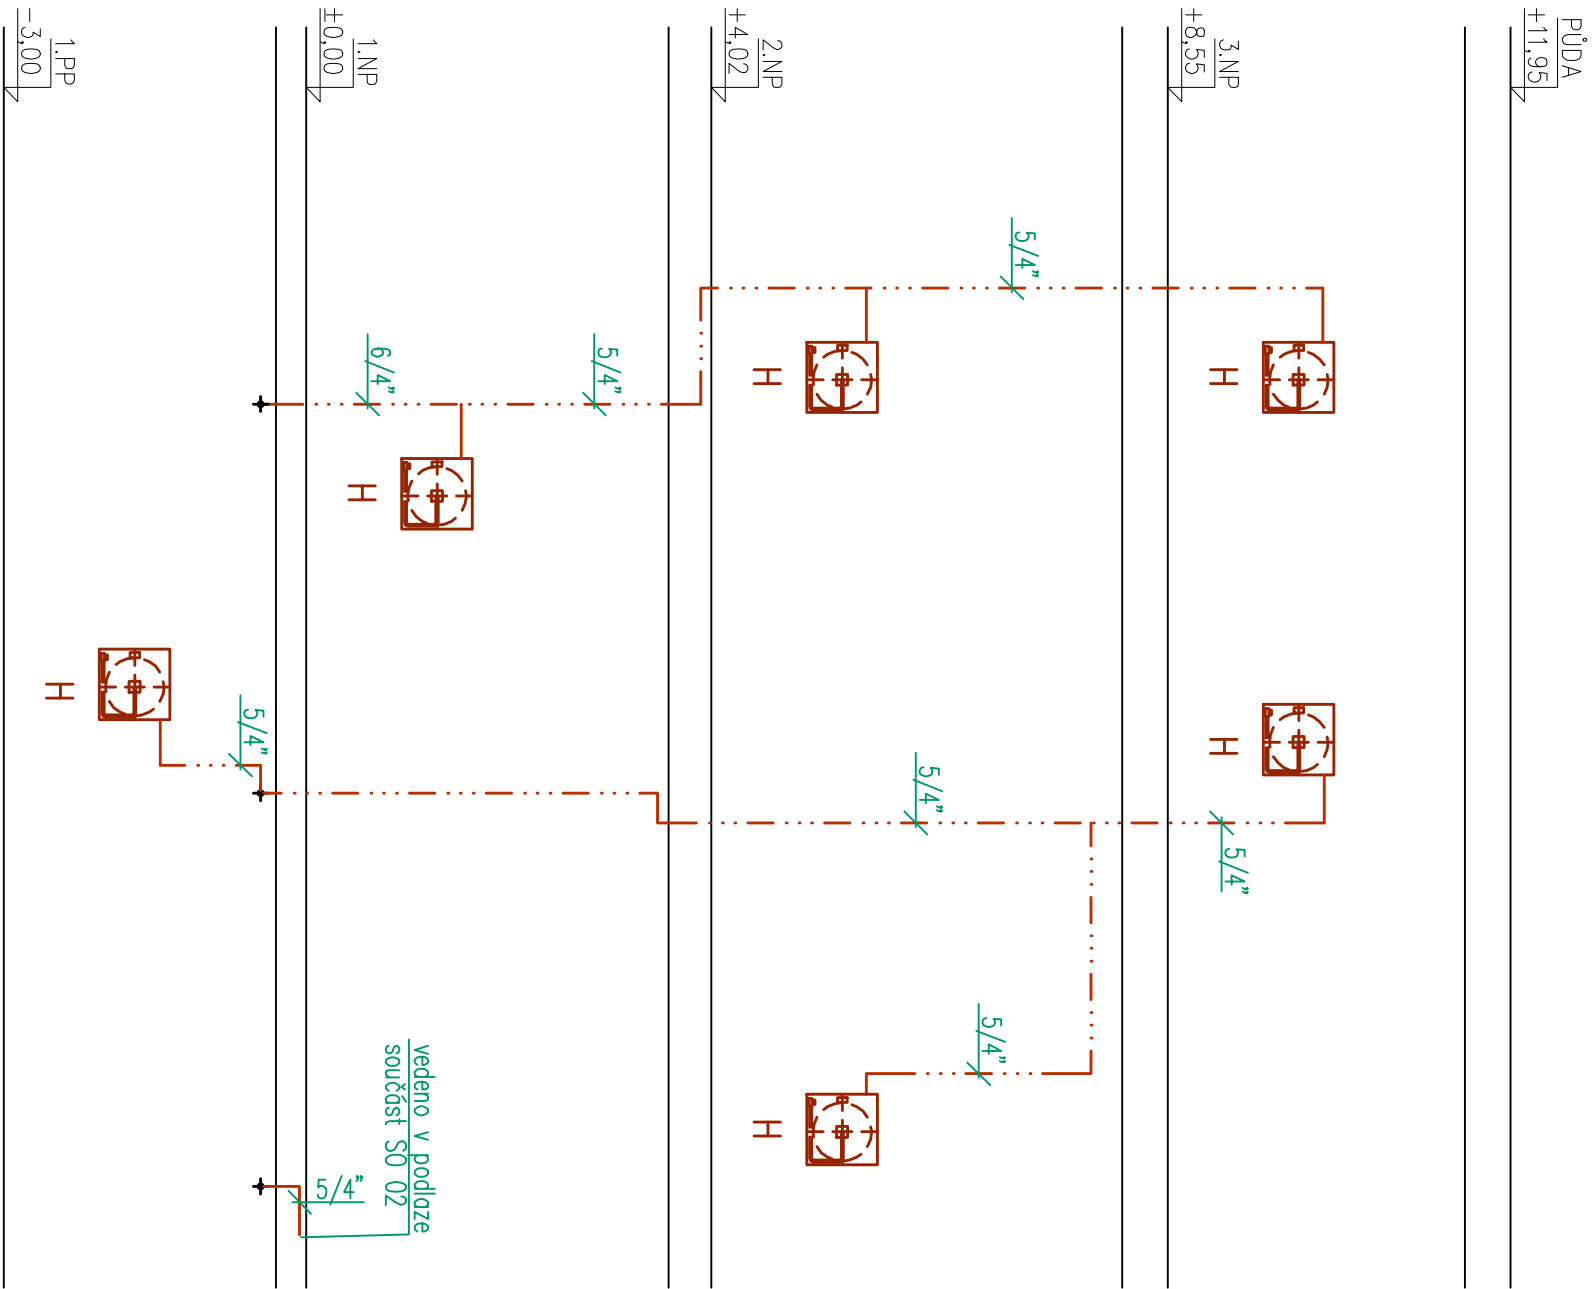 PŮDA
+11,95
3.NP
+8,55
2.NP
+4,02
1.NP
±0,00
1.PP
-3,00
5/4"
6/4"
5/4"
H
H
H
H
H
H
5/4"
5/4"
5/4"
5/4"
5/4"
vedeno v podlaze
součást SO 02